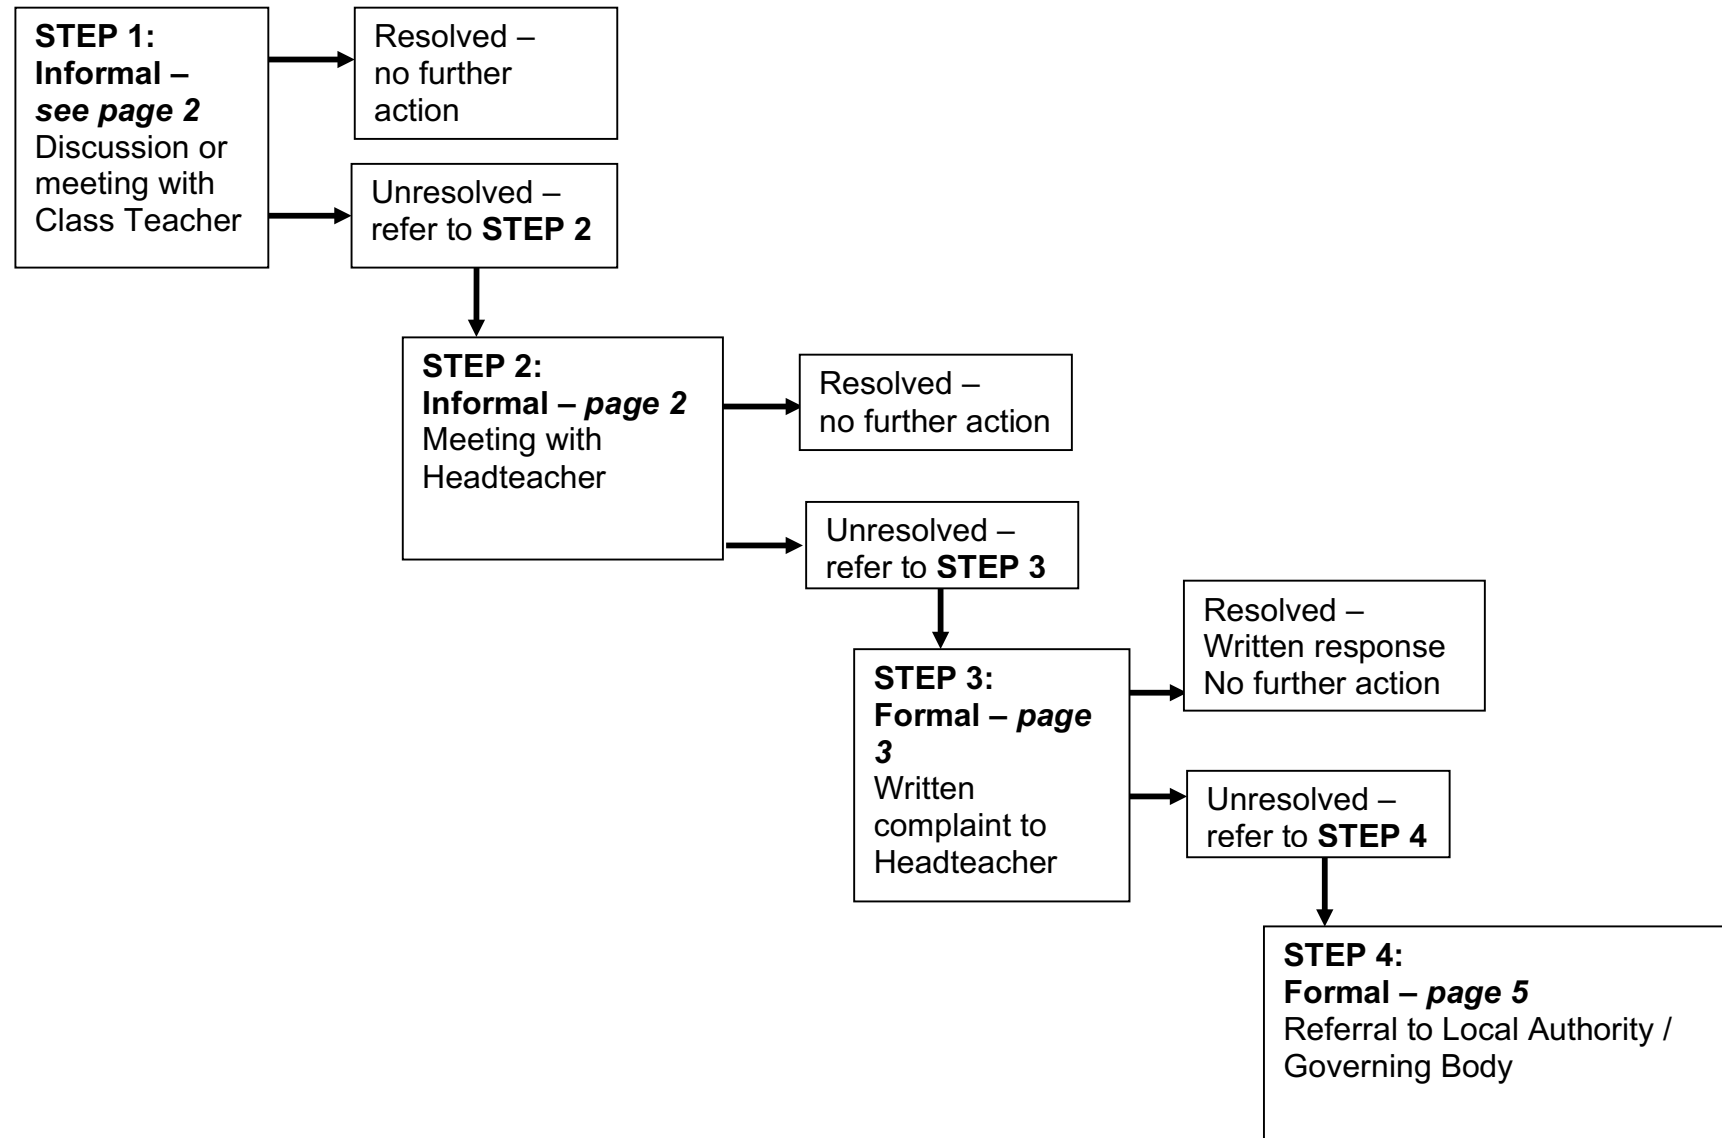 STEP 1:
Informal –
see page 2
Discussion or
meeting with
Class Teacher
Resolved –
no further
action
Unresolved –
refer to STEP 2
STEP 2:
Informal – page 2
Meeting with
Headteacher
Resolved –
no further action
Unresolved –
refer to STEP 3
STEP 3:
Formal – page
3
Written
complaint to
Headteacher
Resolved –
Written response
No further action
Unresolved –
refer to STEP 4
STEP 4:
Formal – page 5
Referral to Local Authority /
Governing Body